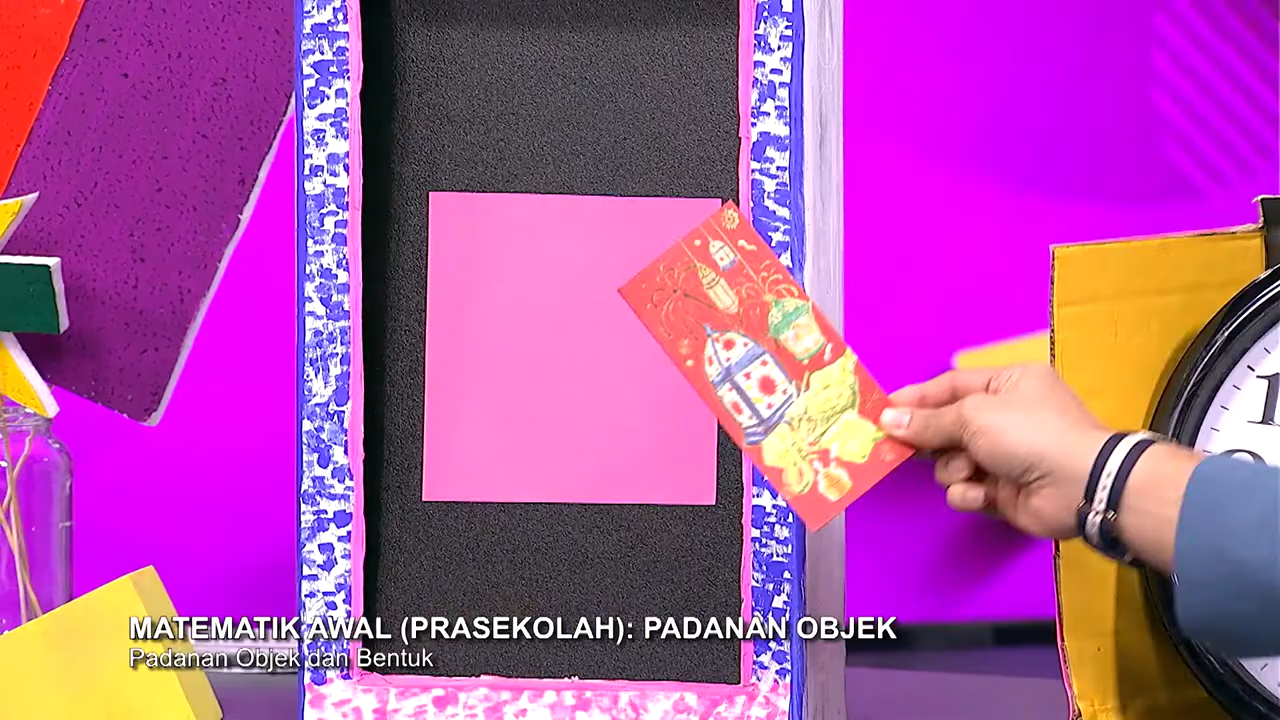 MATEMATIK AWAL (PRASEKOLAH): PADANAN OBJEK
Padanan Objek dan Bentuk